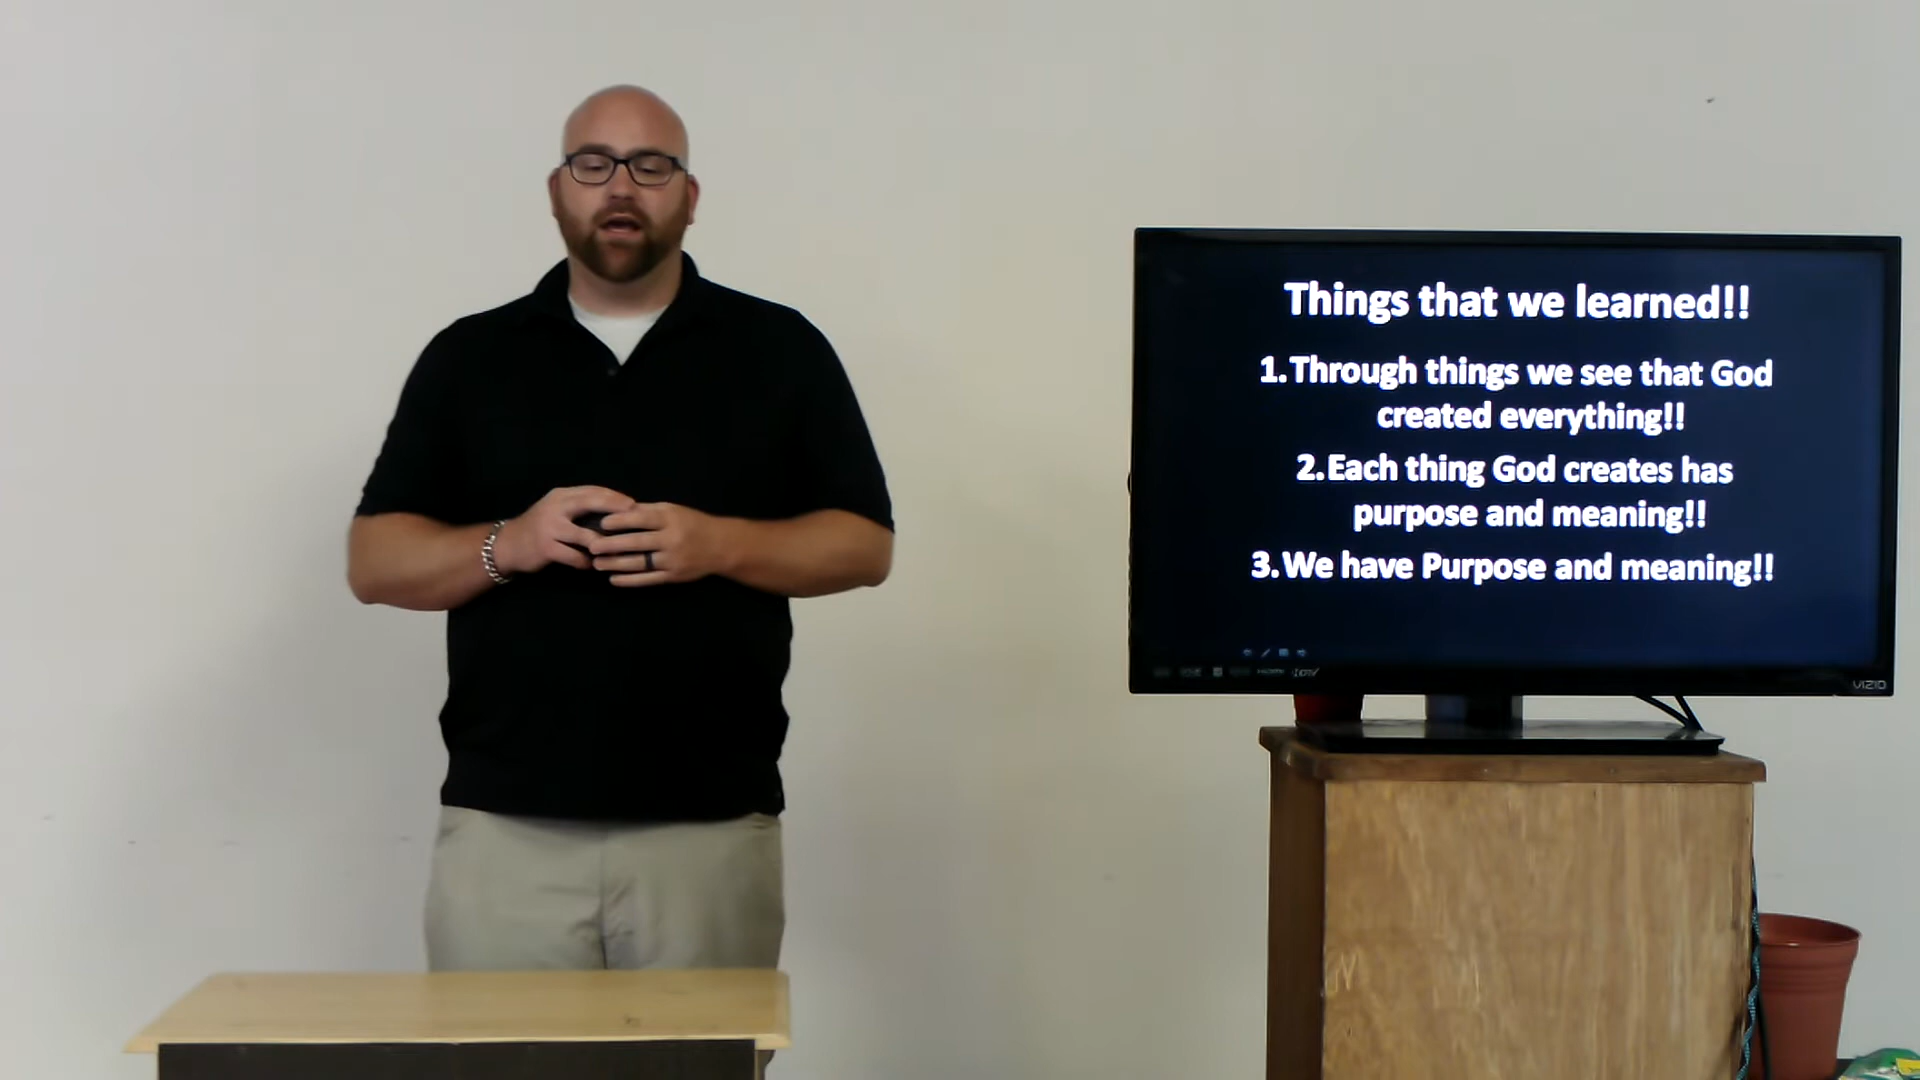 Things that we learned!!
1. Through things we see that God
created everything!!
2. Each thing God creates has
purpose and meaning!!
3. We have Purpose and meaning!!
VIZIO